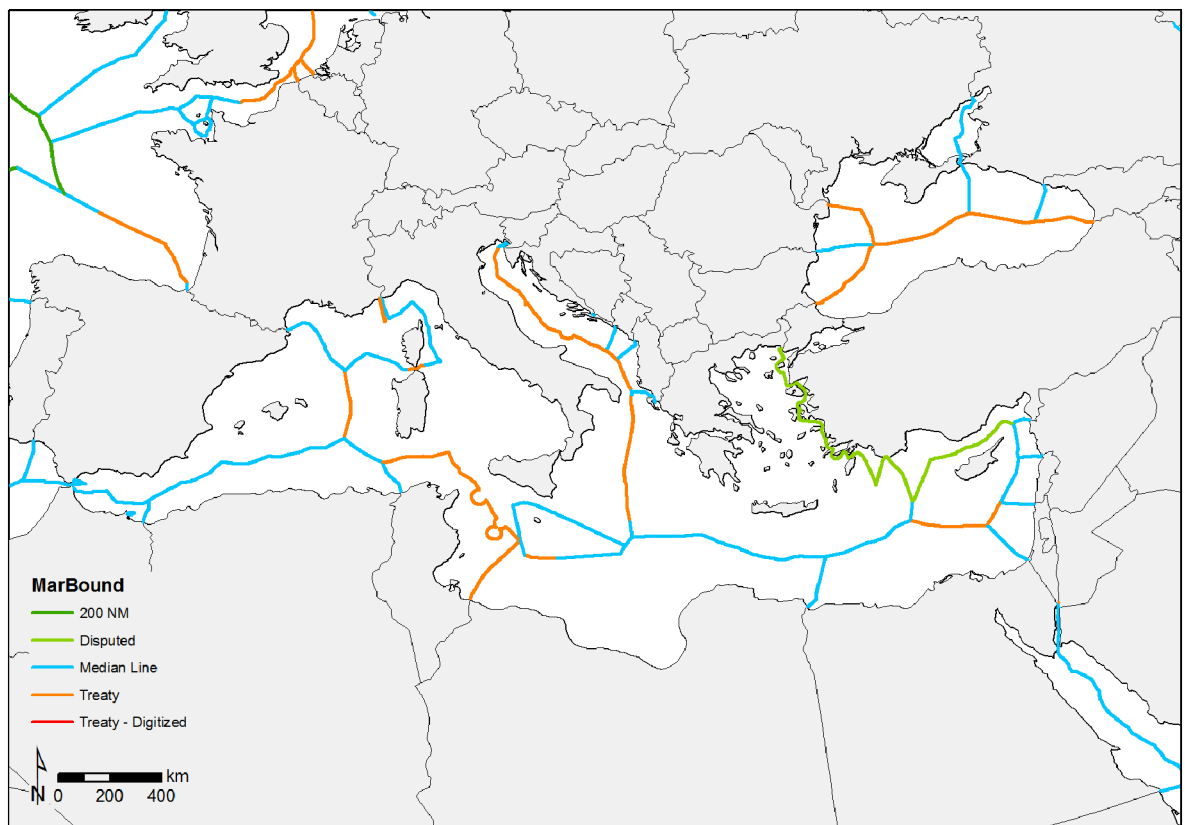 MarBound
200 NM
Disputed
Median Line
Treaty
Treaty - Digitized
N
km
0 200 400